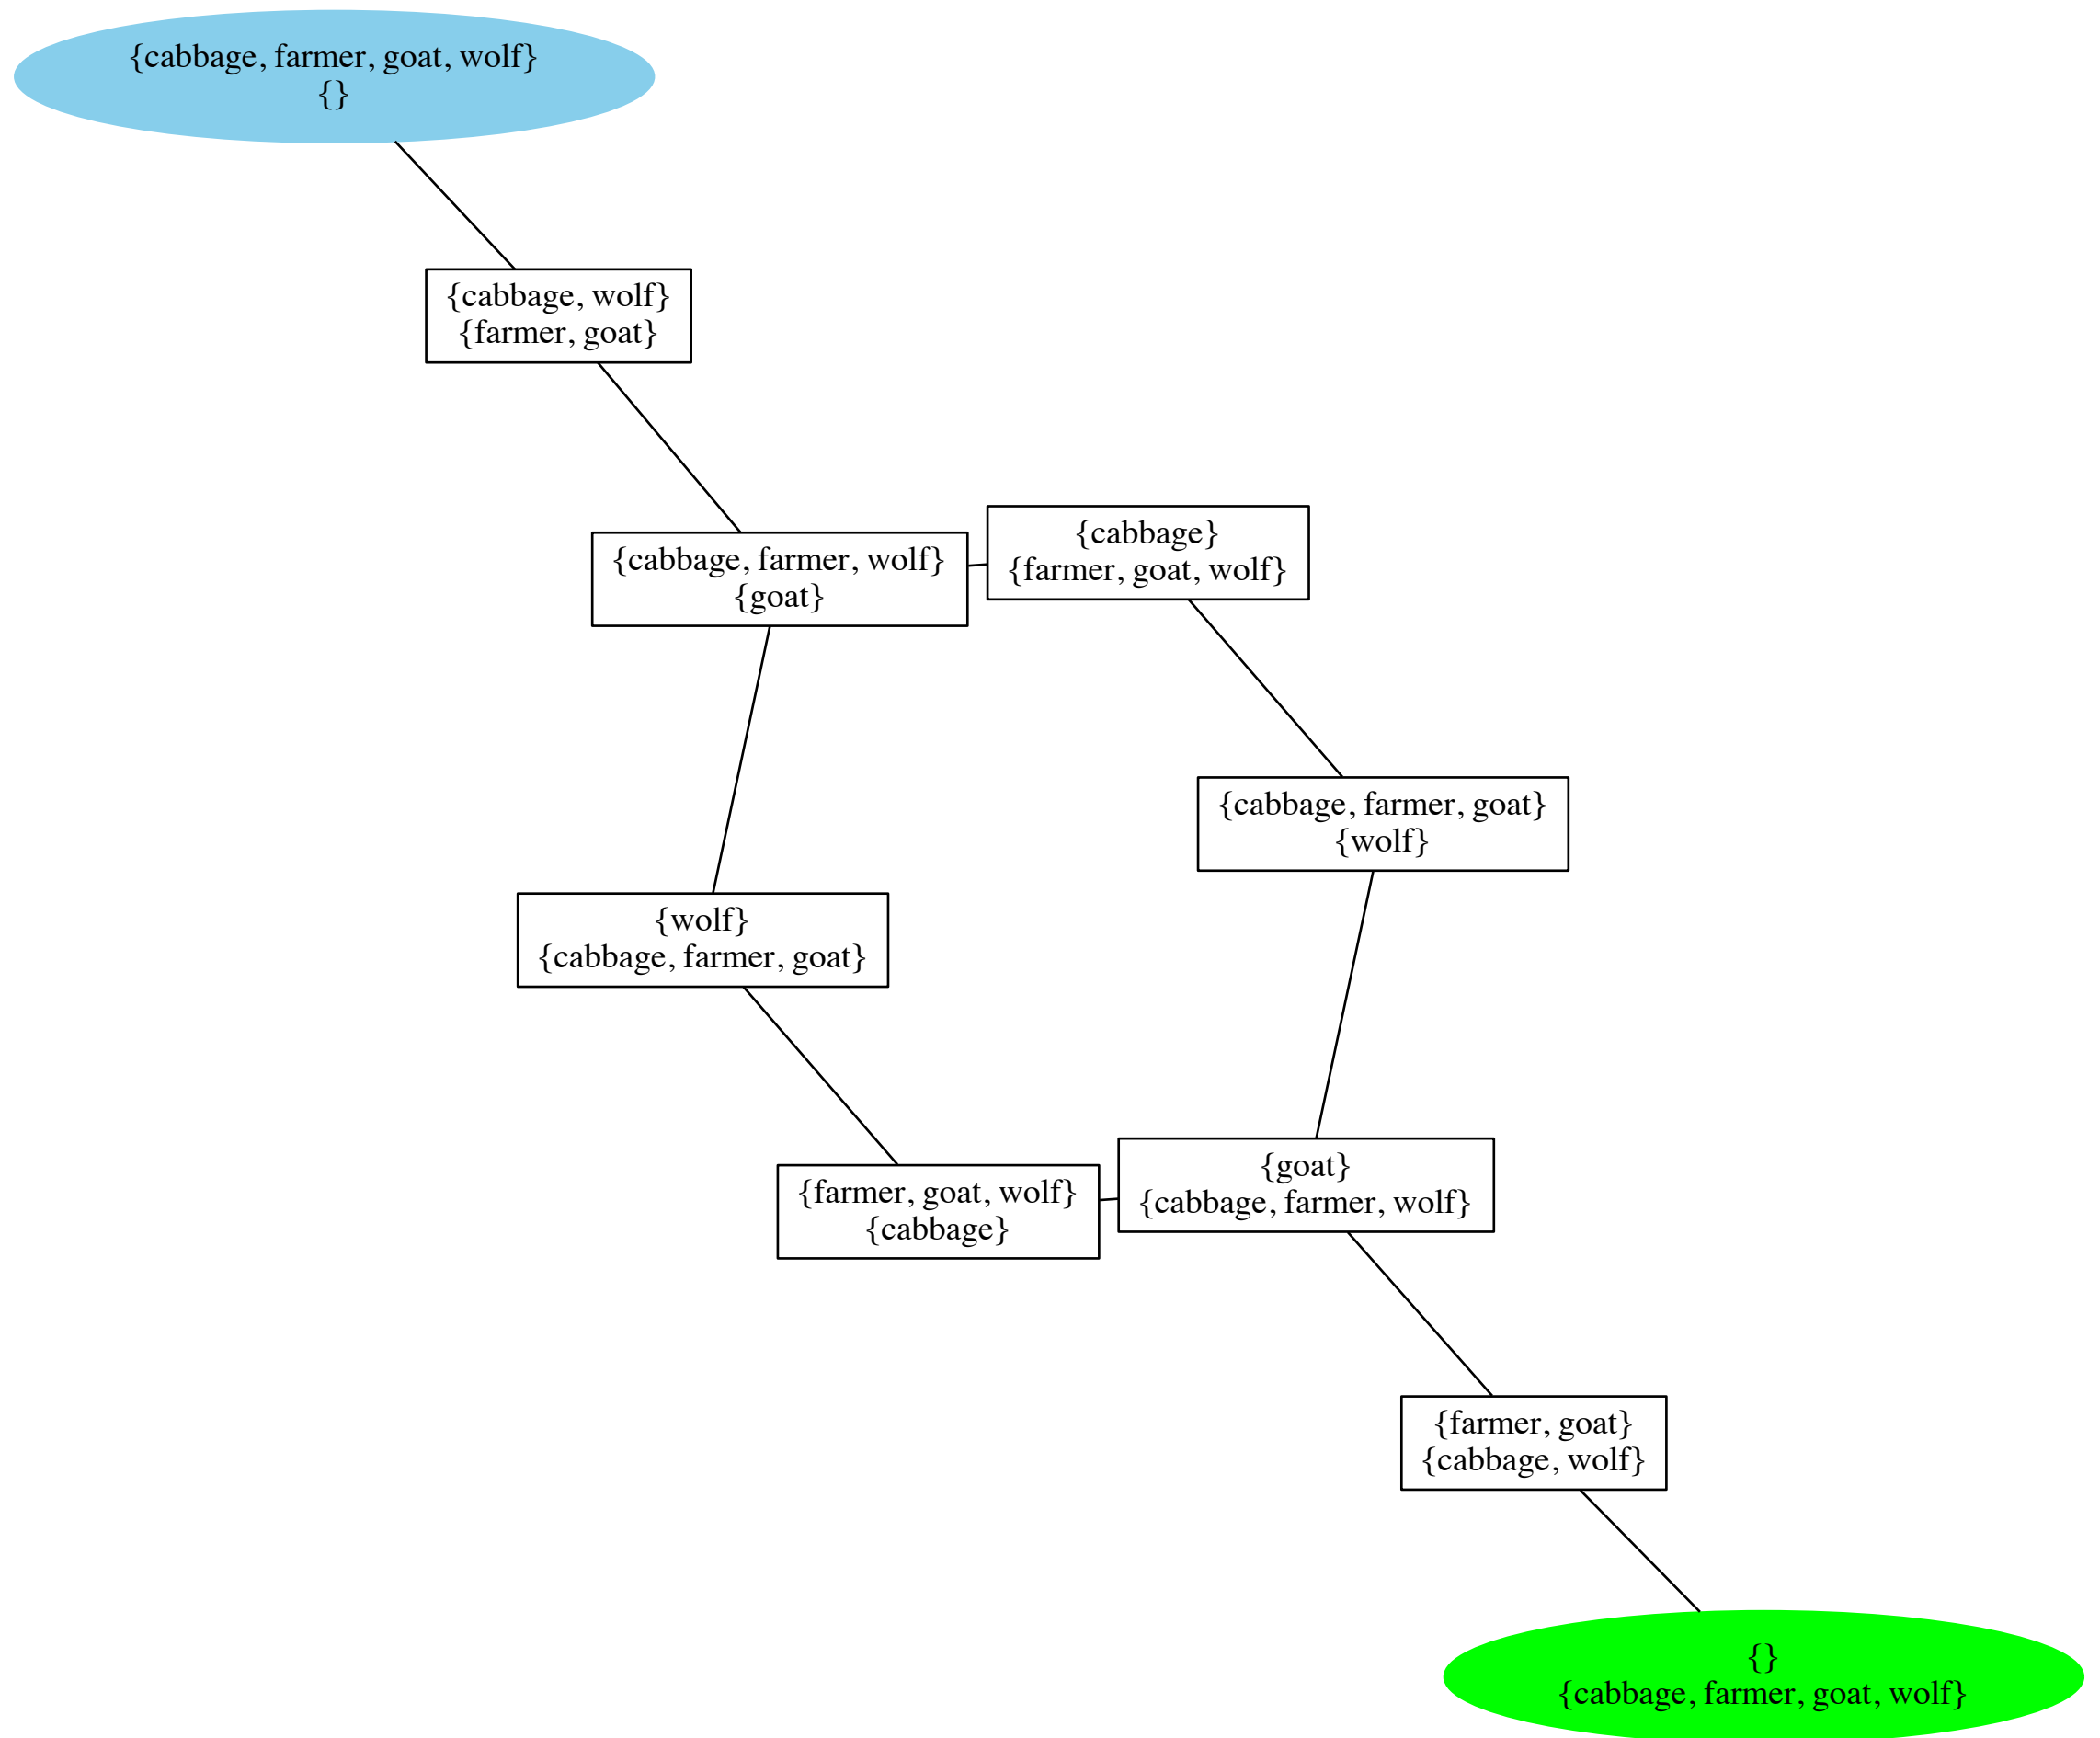 {cabbage, farmer, goat, wolf}
{}
{cabbage, wolf}
{farmer, goat}
{cabbage, farmer, wolf}
{goat}
{cabbage}
{farmer, goat, wolf}
{cabbage, farmer, goat}
{wolf}
{wolf}
{cabbage, farmer, goat}
{farmer, goat, wolf}
{cabbage}
{goat}
{cabbage, farmer, wolf}
{farmer, goat}
{cabbage, wolf}
{}
{cabbage, farmer, goat, wolf}